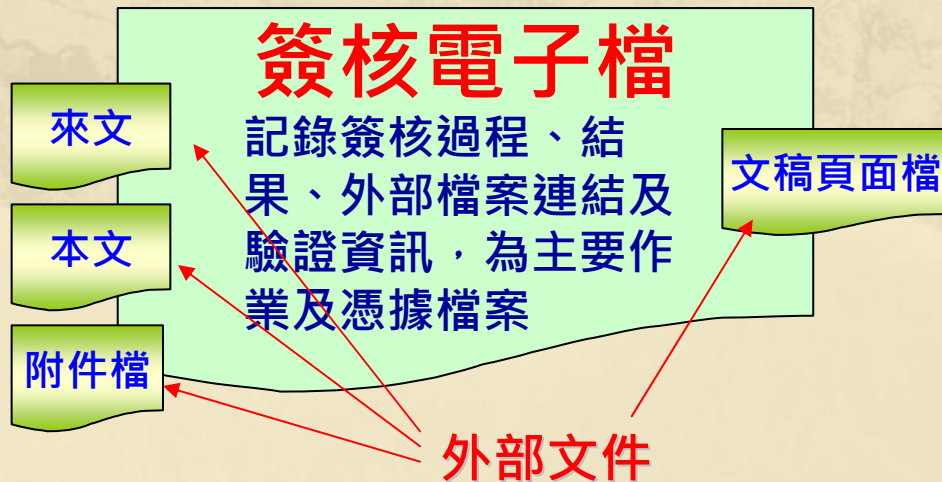 簽核電子檔
來文
記錄簽核過程、結
果、外部檔案連結及
驗證資訊，為主要作
業及憑據檔案
文稿頁面檔
本文
附件檔
外部文件